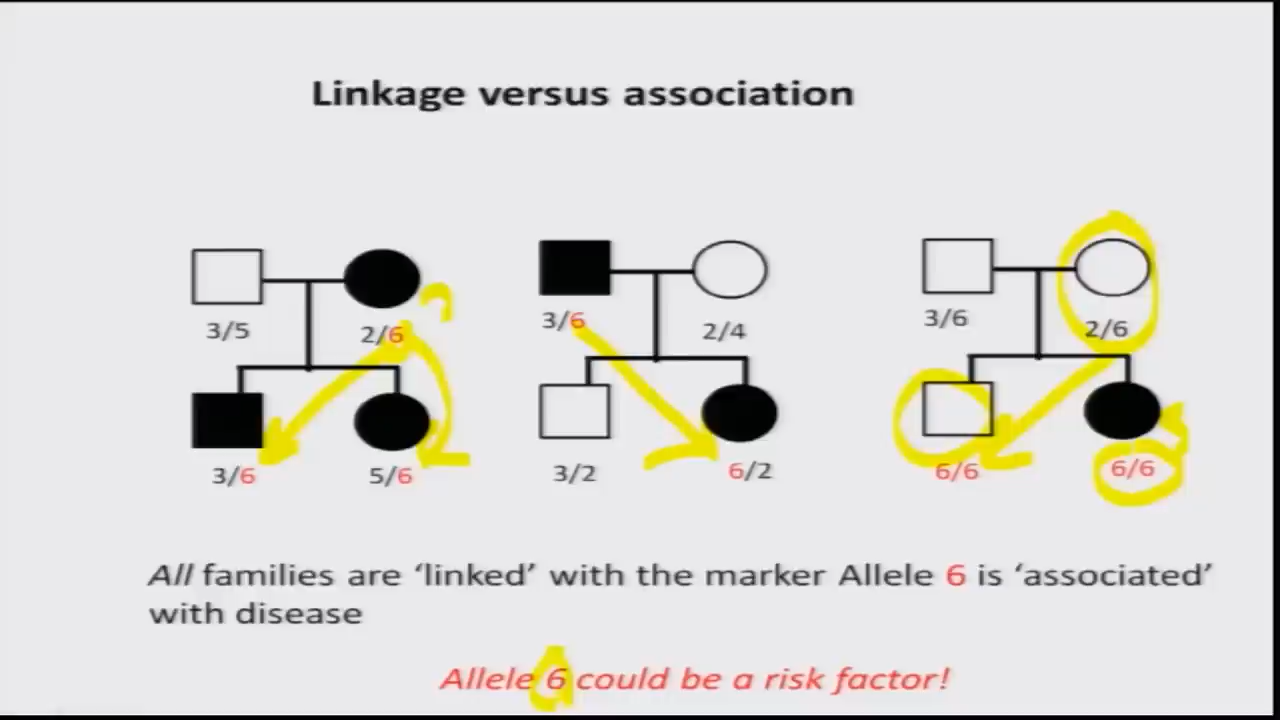 Linkage versus association
3/5 2/6 3/6 2/4 3/6 2/6
3/6 5/6 3/2 6/2 6/6 6/6
All families are ‘linked’ with the marker Allele 6 is ‘associated’
with disease
Allele 6 could be a risk factor!